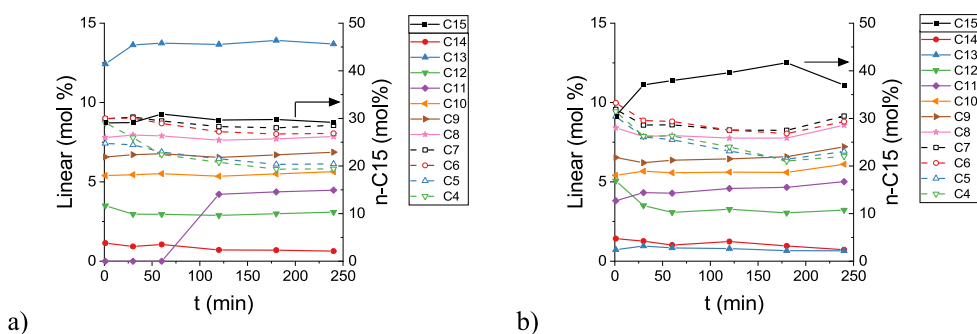 15
10
5
0
Linear (mol %)
0 50 100 150 200 250
t (min)
50
40
30
20
10
0
n-C15 (mol%)
C15
C14
C13
C12
C11
C10
C9
C8
C7
C6
C5
C4
a)
15
10
5
0
Linear (mol %)
0 50 100 150 200 250
t (min)
50
40
30
20
10
0
n-C15 (mol%)
C15
C14
C13
C12
C11
C10
C9
C8
C7
C6
C5
C4
b)